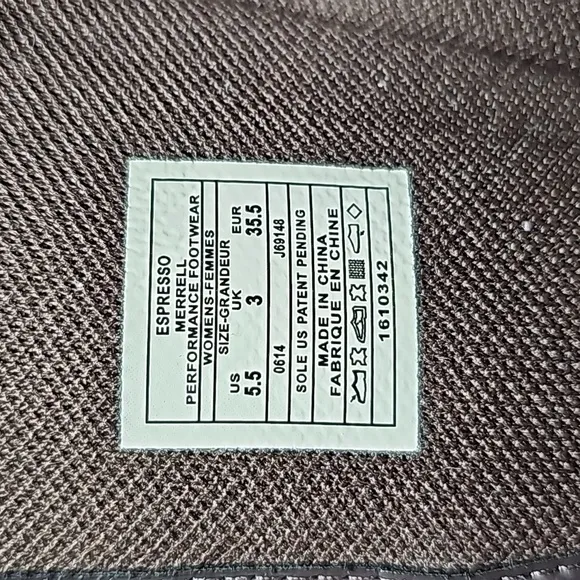 ESPRESSO
MERRELL
PERFORMANCE FOOTWEAR
WOMENS-FEMMES
SIZE-GRANDEUR
US UK EUR
5.5 3 35.5
0614 J69148
SOLE US PATENT PENDING
MADE IN CHINA
FABRIQUE EN CHINE
1610342